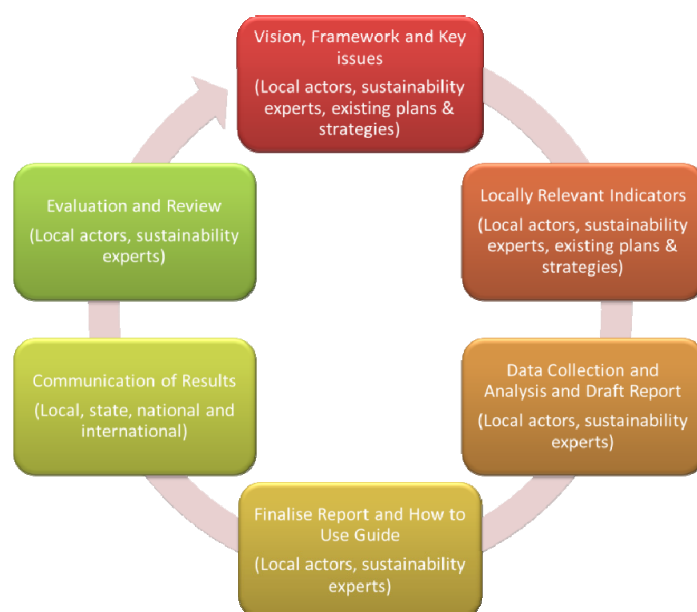 Vision, Framework and Key
issues
(Local actors, sustainability
experts, existing plans &
strategies)
Locally Relevant Indicators
(Local actors, sustainability
experts, existing plans &
strategies)
Data Collection and
Analysis and Draft Report
(Local actors, sustainability
experts)
Finalise Report and How to
Use Guide
(Local actors, sustainability
experts)
Communication of Results
(Local, state, national and
international)
Evaluation and Review
(Local actors, sustainability
experts)